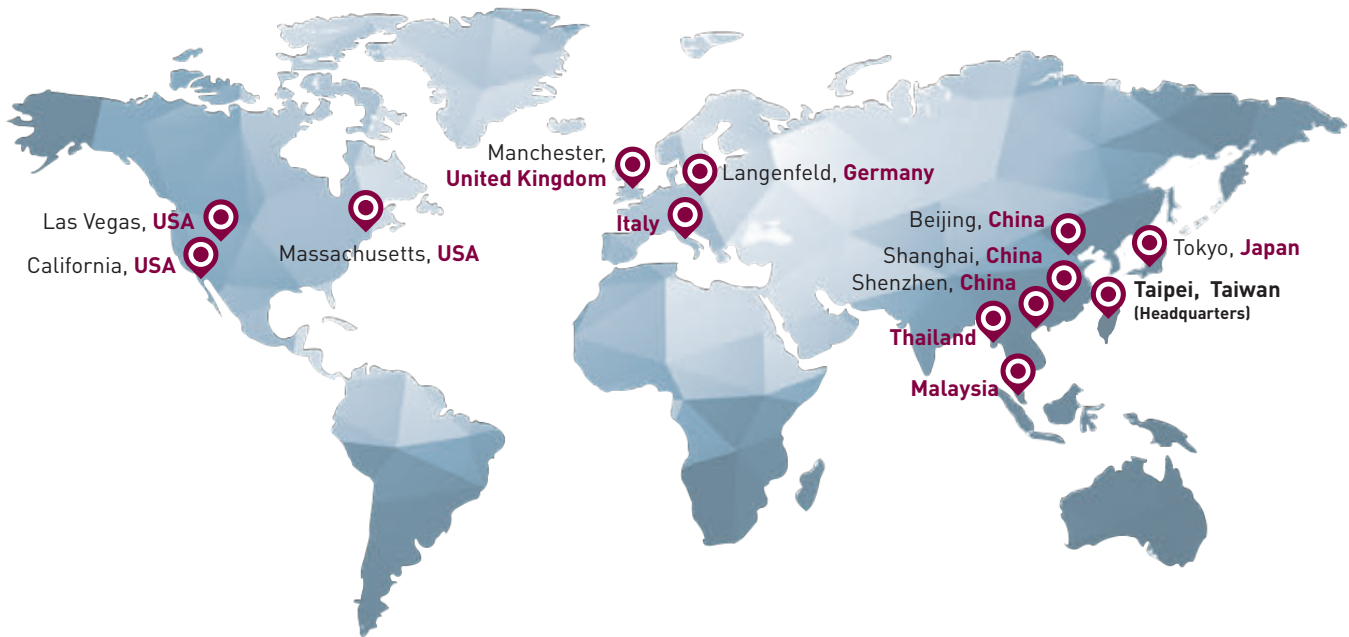 Manchester,
United Kingdom
Langenfeld, Germany
Las Vegas, USA
California, USA
Massachusetts, USA
Italy
Beijing, China
Shanghai, China
Shenzhen, China
Tokyo, Japan
Taipei, Taiwan
(Headquarters)
Thailand
Malaysia